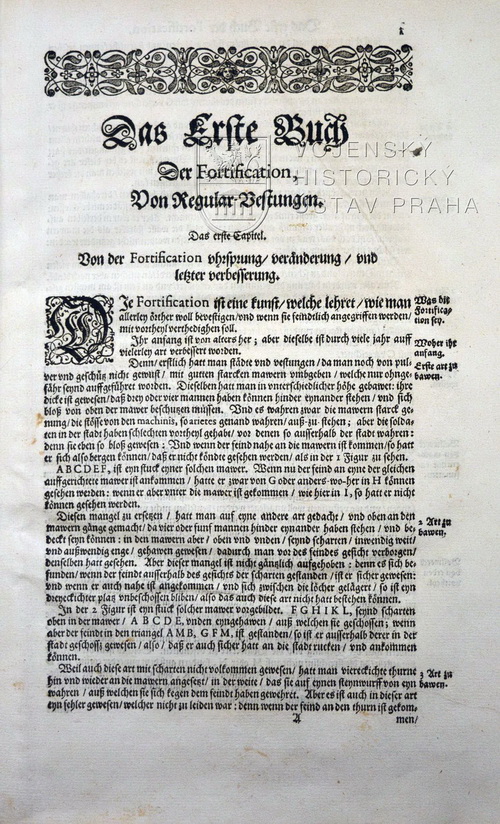 1
Das Erste Buch
Der Fortification,
Von Regular-Vestungen.
VOJENSKÝ
HISTORICKÝ
ÚSTAV PRAHA
Das erste Capitel.
Von der Fortification vhrsprung/ veränderung/ vnd
letzter verbesserung.
DIe Fortification ist eine kunst/ welche lehret/ wie man
allerley örther woll bevestigen/ vnd wenn sie feindtlich angegriffen werden/
mit vortheyl verthedigen soll.
Was die
Fortificaz
tion sey.
Ihr anfang ist von alters her; aber dieselbe ist durch viele jahr auff
vielerley art verbessert worden.
Woher ihr
anfang.
Denn/ erstlich hatt man städte vnd vestungen/ da man noch von pul-
ver vnd geschütz nicht gewust/ mit gutten starcken mawern vmbgeben/ welche nur ohnge-
fähr seynd auffgeführet worden. Dieselben hatt man in vnterschiedlicher höhe gebawet: ihre
dicke ist gewesen/ daß drey oder vier mannen haben können hinder eynander stehen/ vnd sich
bloß von oben der mawer beschutzen müssen. Vnd es wahren zwar die mawern starck ge-
nung/ die stösse von den machinis, so arietes genand wahren/ auß-zu stehen; aber die solda-
ten in der stadt haben schlechten vortheyl gehabt/ vor denen so ausserhalb der stadt wahren:
denn sie eben so bloß gewesen: Vnd wenn der feind nahe an die mawern ist kommen/ so hatt
er sich also bergen können/ daß er nicht köndte gesehen werden/ als in der 1 Figur zu sehen.
Erste art zu
bawen.
ABCDEF, ist eyn stuck eyner solchen mawer. Wenn nu der feind an eyne der gleichen
auffgerichtete mawer ist ankommen/ hatte er zwar von G oder anders-wo-her in H können
gesehen werden: wenn er aber vnter die mawer ist gekommen/ wie hier in I, so hatt er nicht
können gesehen werden.
Diesen mangel zu ersetzen/ hatt man auf eyne andere art gedacht/ vnd oben an den
mawern gänge gemacht/ da vier oder funf mannen hinder eynander haben stehen/ vnd be-
deckt seyn können: in den mawern aber/ oben vnd vnden/ seynd scharten/ inwendig weit/
vnd außwendig enge/ gehawen gewesen/ dadurch man vor des feindes gesicht verborgen/
denselben hatt gesehen. Aber dieser mangel ist nicht gäntzlich auffgehoben: denn es sich be-
funden/ wenn der feindt ausserhalb des gesichts der scharten gestanden/ ist er sicher gewesen:
vnd wenn er auch nahe ist angekommen/ vnd sich zwischen die löcher gelägert/ so ist eyn
dreyeckichter platz vnbeschossen bliben/ also das auch diese art nicht hatt bestehen können.
2 Art zu
bawen.
In der 2 Figur ist eyn stück solcher mawer vorgebildet. FGHIKL, seynd scharten
oben in der mawer/ ABCDE, vnden eyngehawen/ auß welchen sie geschossen; wenn
aber der feindt in den triangel AMB, GFM, ist gestanden/ so ist er ausserhalb derer in der
stadt geschoss gewesen/ also/ daß er auch sicher hatt an die stadt rucken/ vnd ankommen
können.
Weil auch diese art mit scharten nicht volkommen gewesen/ hatt man viereckichte thurne
hin vnd wieder an die mawern angesetzt/ in der weite/ das sie auf eynen steynwurff von eyn
wahren/ auß welchen sie sich gegen dem feindt haben gewehret. Aber es ist auch in dieser art
eyn fehler gewesen/ welcher nicht zu leiden war: denn wenn der feind an den thurn ist gekom-
3 Art zu
bawen.
A
men/